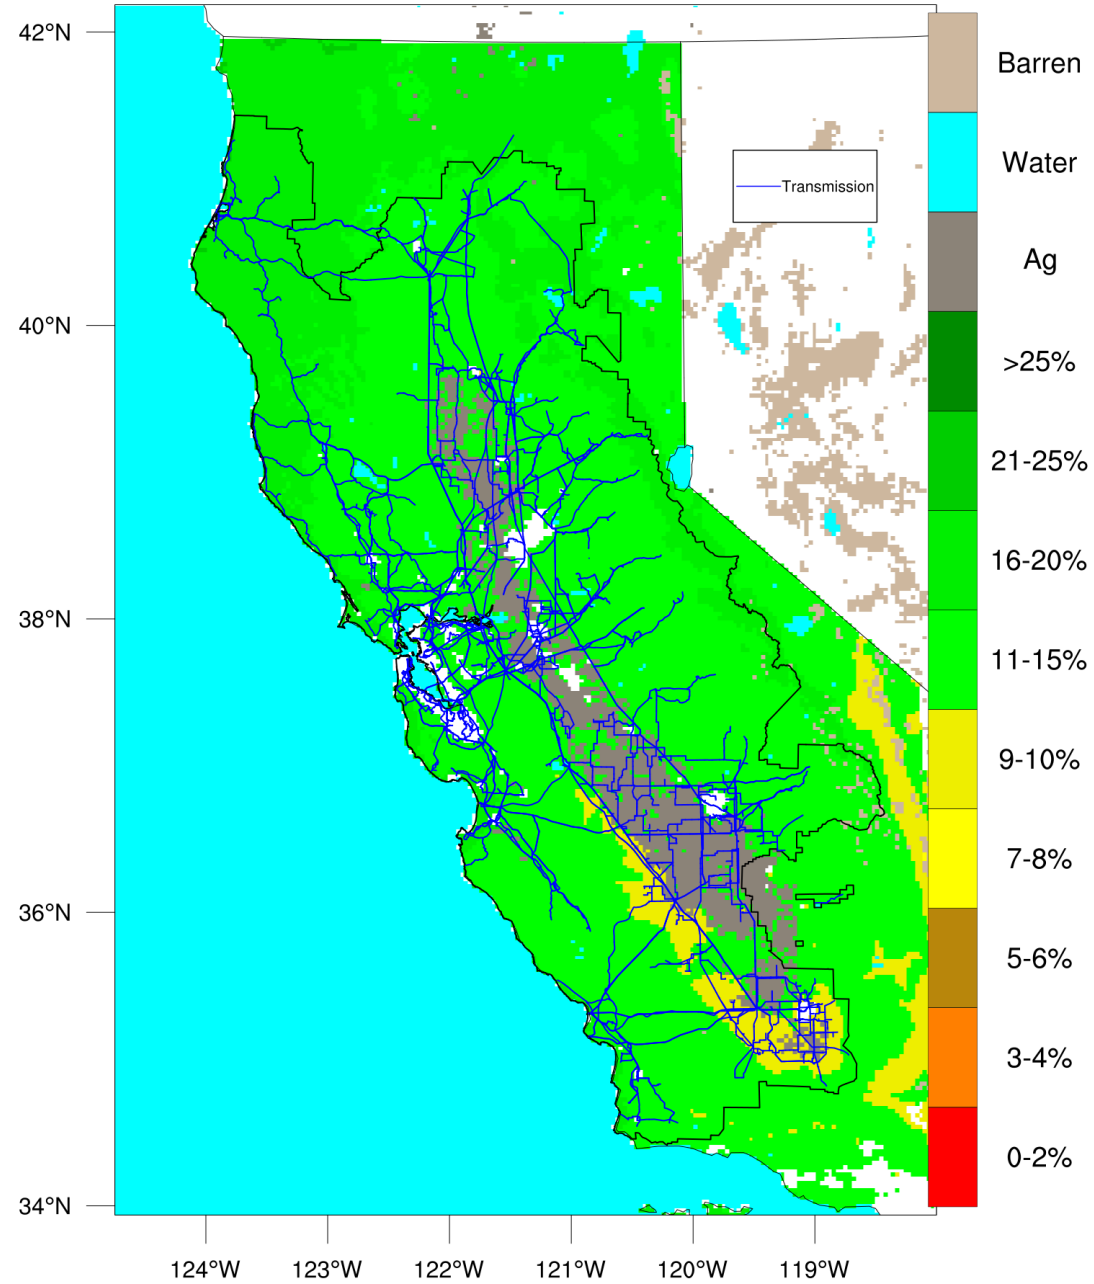 42°N
40°N
38°N
36°N
34°N
124°W
123°W
122°W
121°W
120°W
119°W
Transmission
Barren
Water
Ag
>25%
21-25%
16-20%
11-15%
9-10%
7-8%
5-6%
3-4%
0-2%